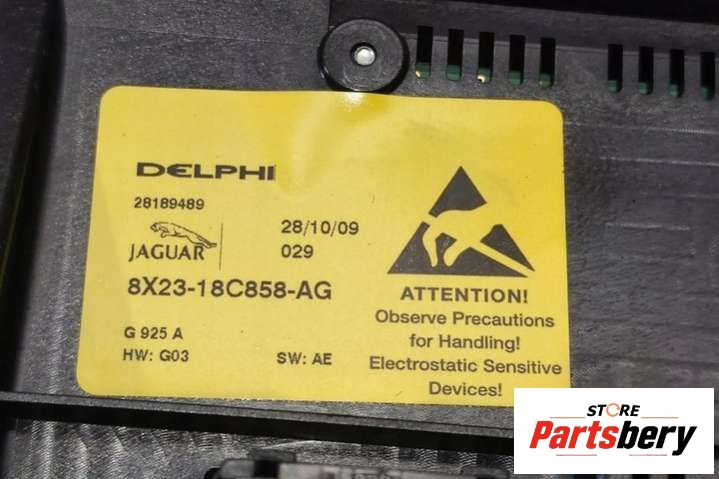 DELPHI
28189489
JAGUAR
28/10/09
029
8X23-18C858-AG
G 925 A
HW: G03 SW: AE
ATTENTION!
Observe Precautions
for Handling!
Electrostatic Sensitive
Devices!
STORE
Partsbery